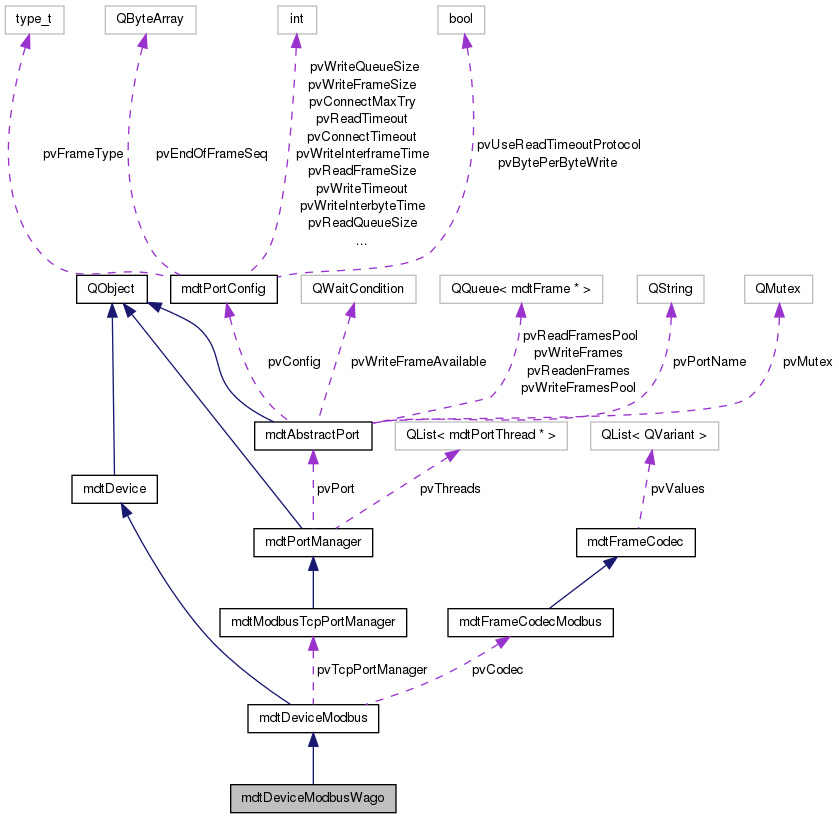 type_t
QByteArray
int
bool
pvWriteQueueSize
pvWriteFrameSize
pvConnectMaxTry
pvReadTimeout
pvConnectTimeout
pvWriteInterframeTime
pvReadFrameSize
pvWriteTimeout
pvWriteInterbyteTime
pvReadQueueSize
...
pvFrameType
pvEndOfFrameSeq
pvUseReadTimeoutProtocol
pvBytePerByteWrite
QObject
mdtPortConfig
QWaitCondition
QQueue< mdtFrame * >
QString
QMutex
pvConfig
pvWriteFrameAvailable
pvReadFramesPool
pvWriteFrames
pvReadenFrames
pvWriteFramesPool
pvPortName
pvMutex
mdtAbstractPort
QList< mdtPortThread * >
QList< QVariant >
mdtDevice
pvPort
pvThreads
pvValues
mdtPortManager
mdtFrameCodec
mdtModbusTcpPortManager
mdtFrameCodecModbus
pvTcpPortManager
pvCodec
mdtDeviceModbus
mdtDeviceModbusWago